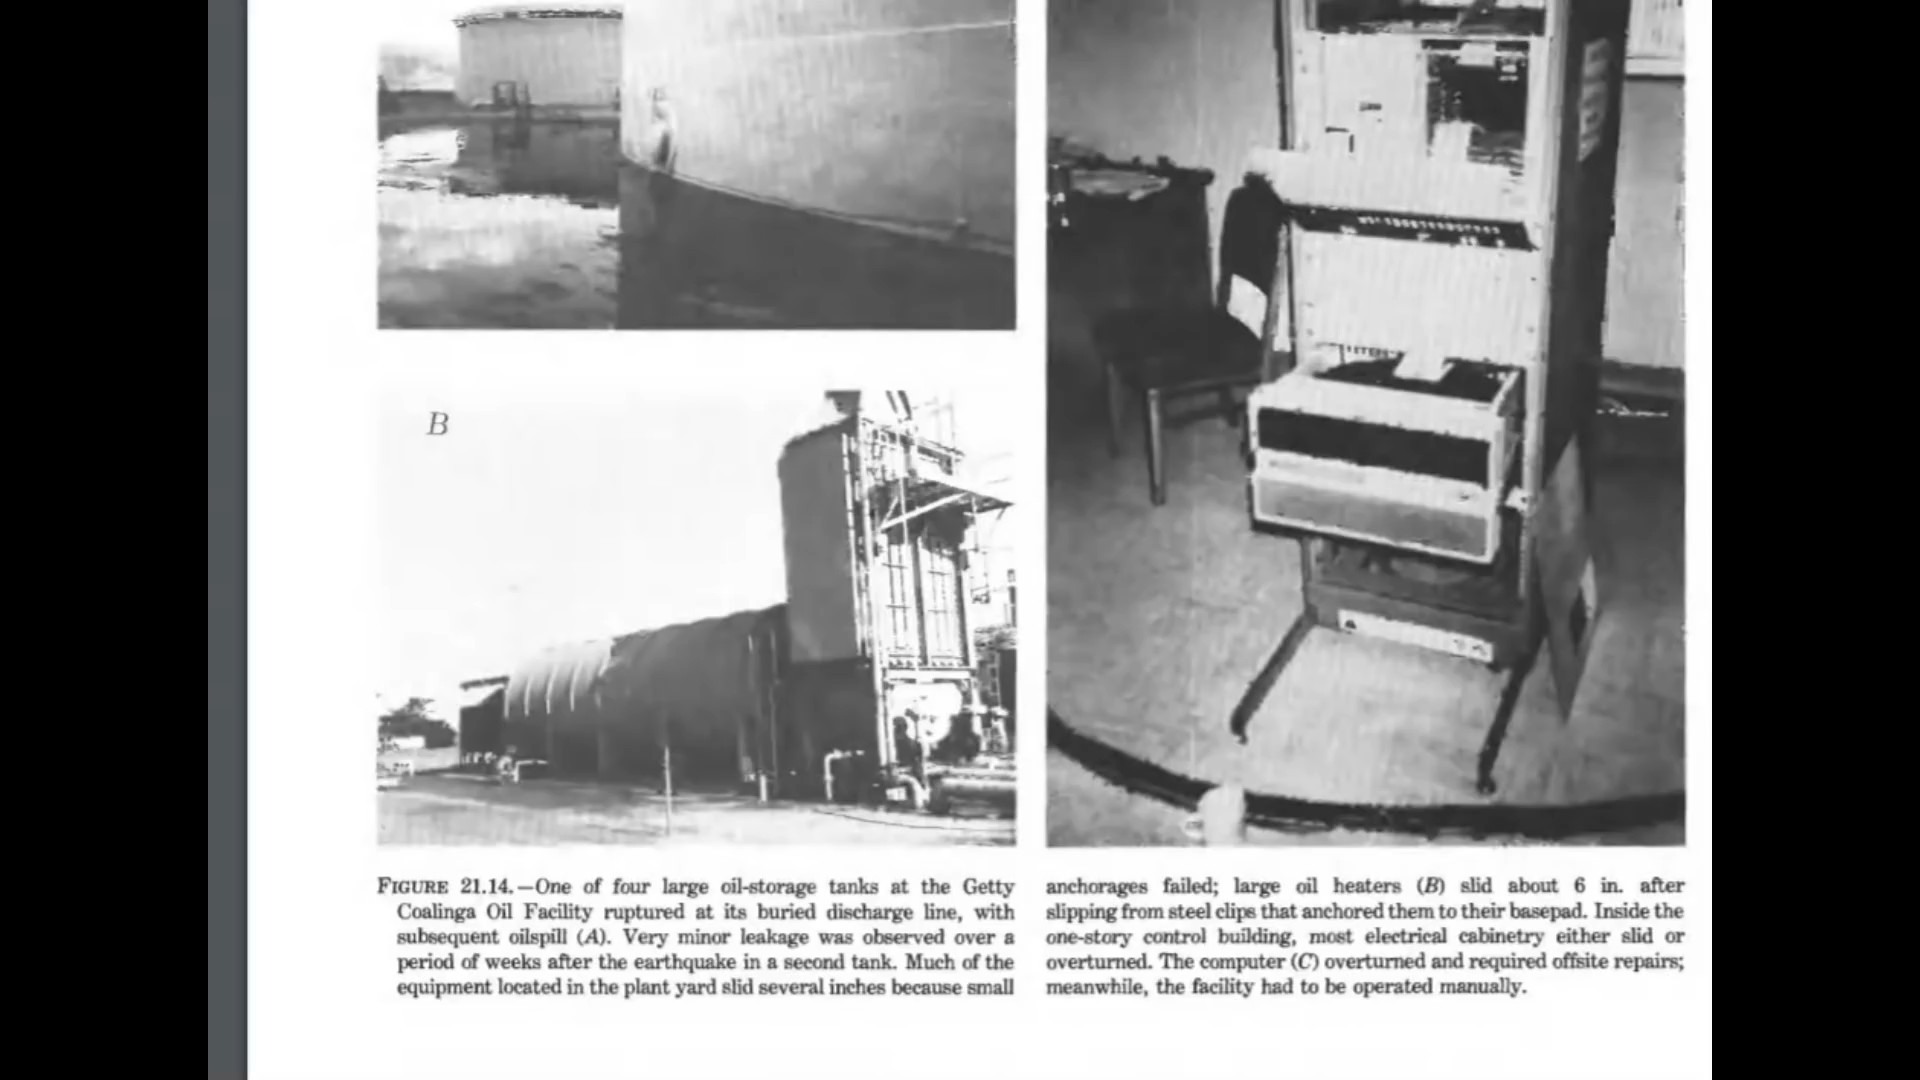 B
FIGURE 21.14.—One of four large oil-storage tanks at the Getty
Coalinga Oil Facility ruptured at its buried discharge line, with
subsequent oilspill (A). Very minor leakage was observed over a
period of weeks after the earthquake in a second tank. Much of the
equipment located in the plant yard slid several inches because small
anchorages failed; large oil heaters (B) slid about 6 in. after
slipping from steel clips that anchored them to their basepad. Inside the
one-story control building, most electrical cabinetry either slid or
overturned. The computer (C) overturned and required offsite repairs;
meanwhile, the facility had to be operated manually.